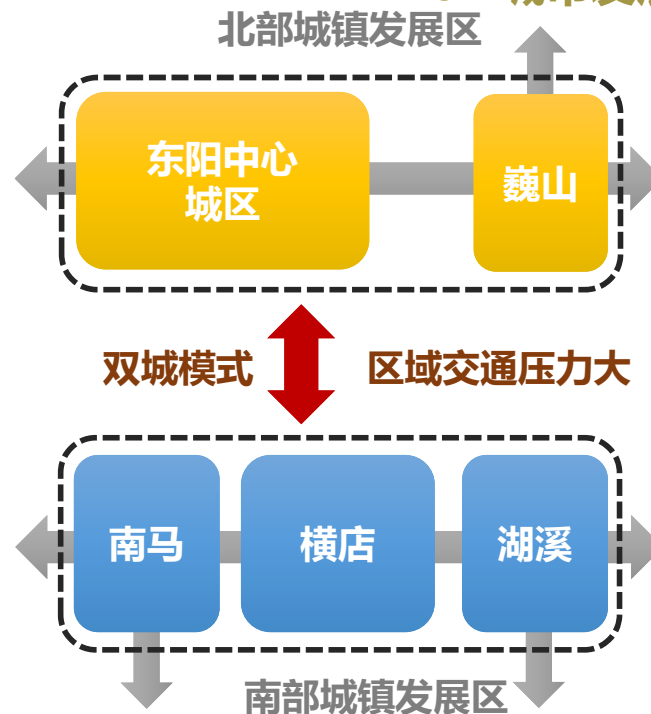 北部城镇发展区
东阳中心
城区
巍山
双城模式
区域交通压力大
南马
横店
湖溪
南部城镇发展区